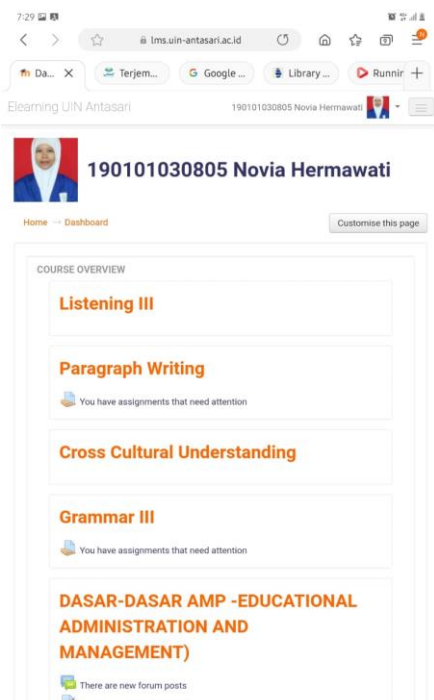 7:29
lms.uin-antasari.ac.id
Da... Terjem... Google ... Library ... Runnir
Elearning UIN Antasari 190101030805 Novia Hermawati
190101030805 Novia Hermawati
Home Dashboard Customise this page
COURSE OVERVIEW
Listening III
Paragraph Writing
You have assignments that need attention
Cross Cultural Understanding
Grammar III
You have assignments that need attention
DASAR-DASAR AMP -EDUCATIONAL
ADMINISTRATION AND
MANAGEMENT)
There are new forum posts